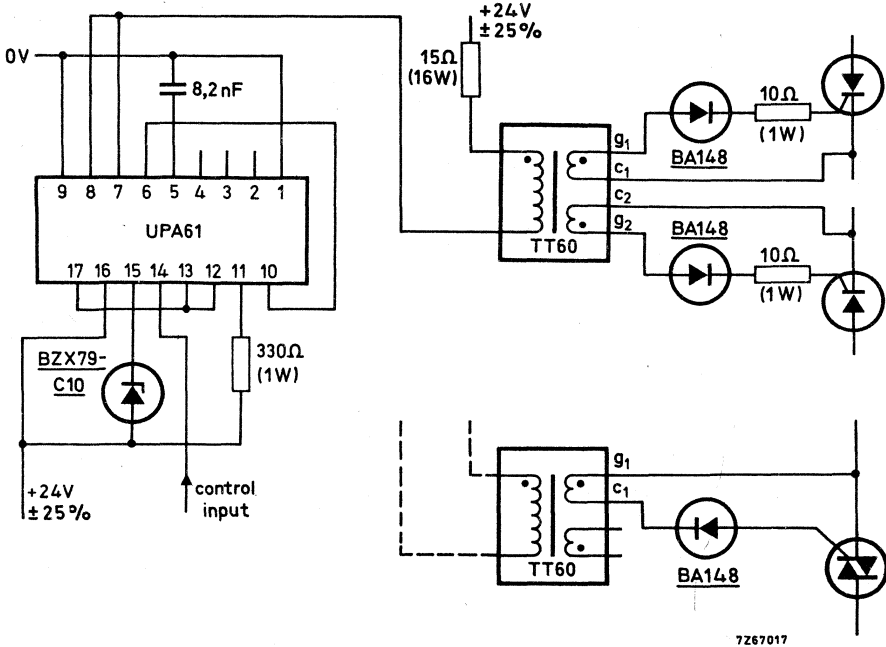 +24V
±25%
0V
15Ω
(16W)
8,2nF
10Ω
(1W)
g1
BA148
c1
9 8 7 6 5 4 3 2 1
c2
UPA61
g2
BA148
TT60
10Ω
(1W)
17 16 15 14 13 12 11 10
BZX79-
C10
330Ω
(1W)
+24V
±25%
control
input
g1
c1
TT60
BA148
7Z67017